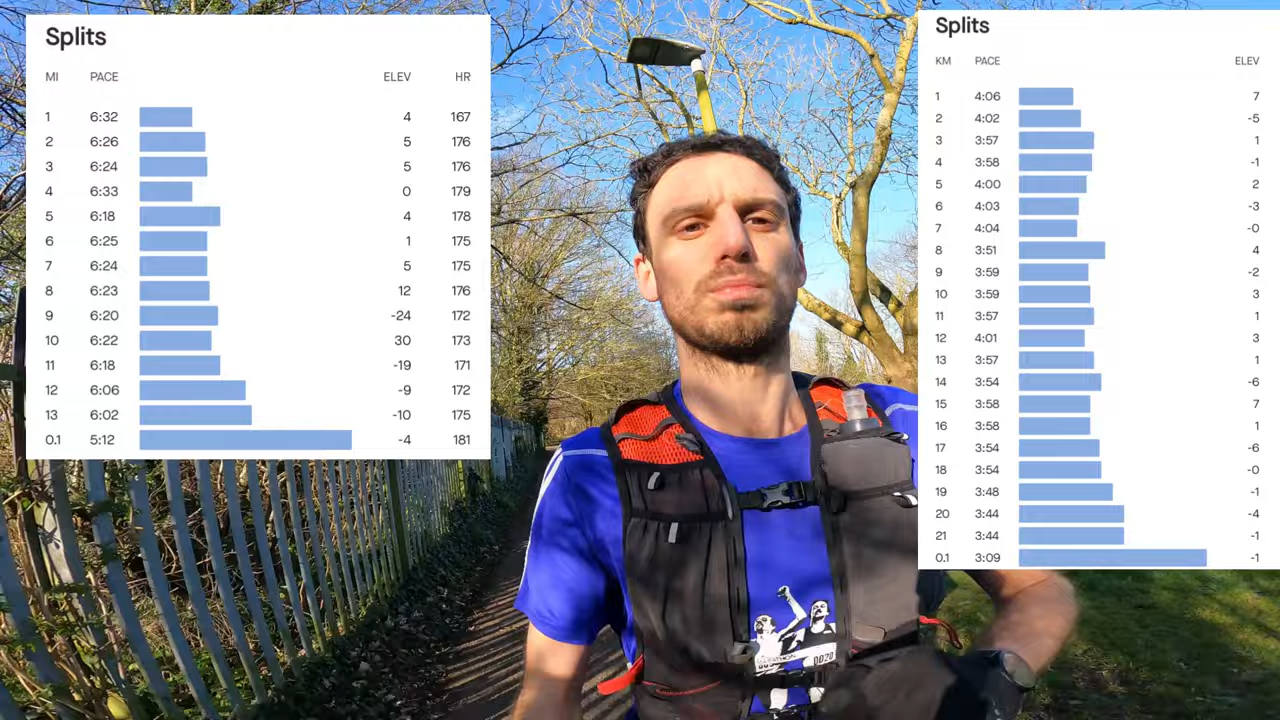 Splits
MI PACE ELEV HR
1 6:32 4 167
2 6:26 5 176
3 6:24 5 176
4 6:33 0 179
5 6:18 4 178
6 6:25 1 175
7 6:24 5 175
8 6:23 12 176
9 6:20 -24 172
10 6:22 30 173
11 6:18 -19 171
12 6:06 -9 172
13 6:02 -10 175
0.1 5:12 -4 181
Splits
KM PACE ELEV
1 4:06 7
2 4:02 -5
3 3:57 1
4 3:58 -1
5 4:00 2
6 4:03 -3
7 4:04 -0
8 3:51 4
9 3:59 -2
10 3:59 3
11 3:57 1
12 4:01 3
13 3:57 1
14 3:54 -6
15 3:58 7
16 3:58 1
17 3:54 -6
18 3:54 -0
19 3:48 -1
20 3:44 -4
21 3:44 -1
0.1 3:09 -1
0020